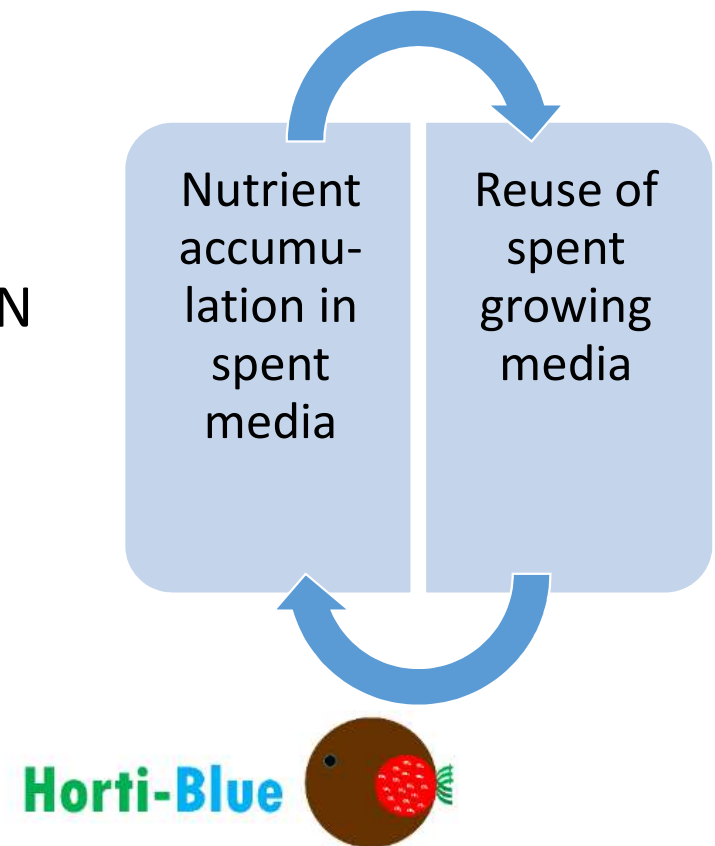 Nutrient
accumu-
lation in
spent
media
Reuse of
spent
growing
media
N
Horti-Blue